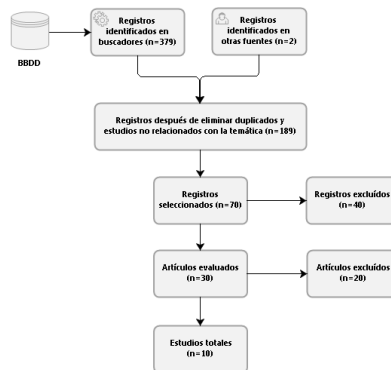 Registros
identificados en
buscadores (n=379)
Registros
identificados en
otras fuentes (n=2)
BBDD
Registros después de eliminar duplicados y
estudios no relacionados con la temática (n=189)
Registros
seleccionados (n=70)
Registros excluídos
(n=40)
Artículos evaluados
(n=30)
Artículos excluídos
(n=20)
Estudios totales
(n=10)